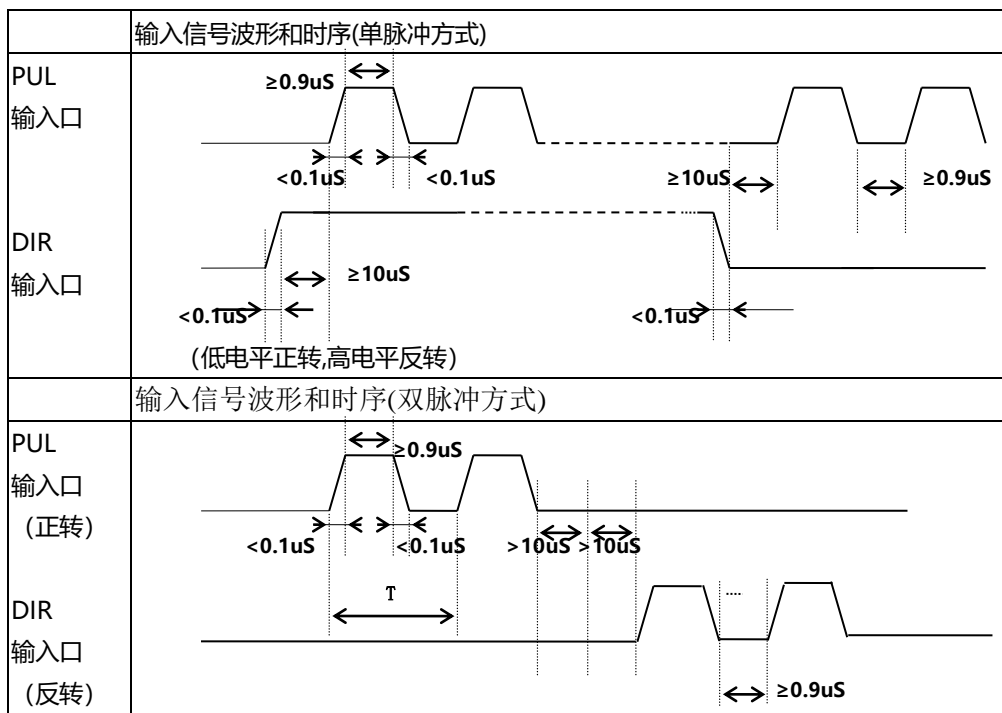 输入信号波形和时序(单脉冲方式)
PUL
输入口
≥0.9uS
<0.1uS
<0.1uS
≥10uS
≥0.9uS
DIR
输入口
≥10uS
<0.1uS
<0.1uS
（低电平正转,高电平反转）
输入信号波形和时序(双脉冲方式)
PUL
输入口
（正转）
≥0.9uS
<0.1uS
<0.1uS
>10uS
>10uS
T
....
DIR
输入口
（反转）
≥0.9uS